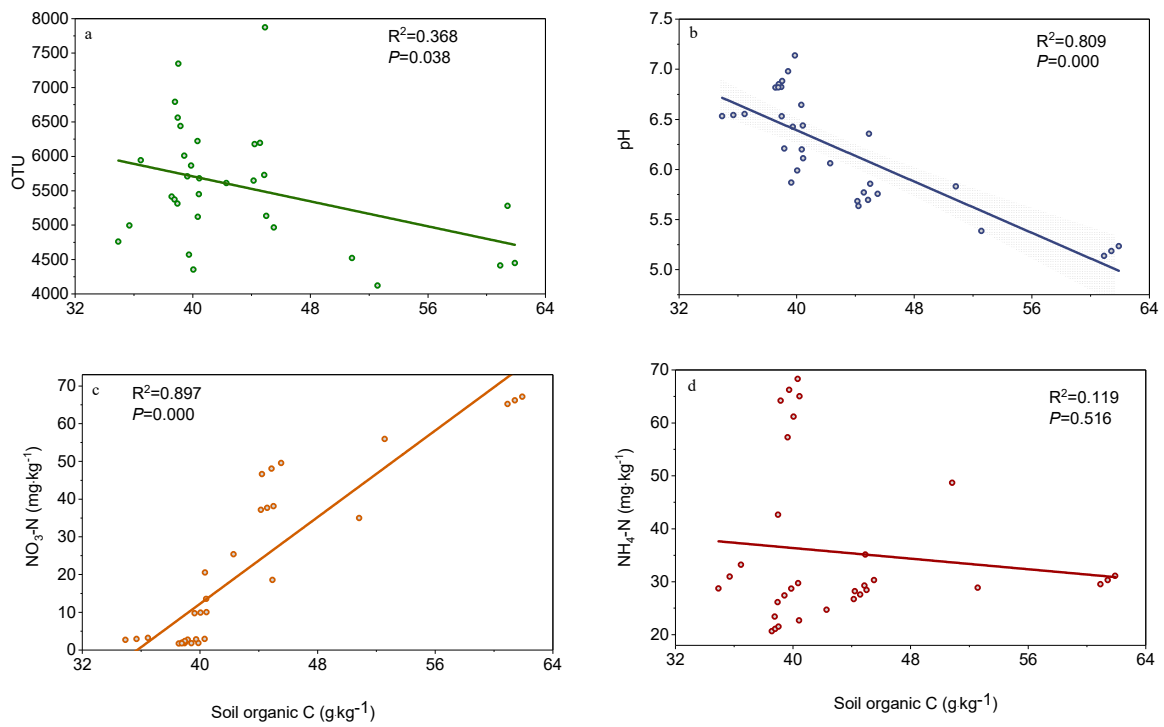 a
R²=0.368
P=0.038
OTU
8000
7500
7000
6500
6000
5500
5000
4500
4000
32 40 48 56 64
b
R²=0.809
P=0.000
pH
7.5
7.0
6.5
6.0
5.5
5.0
32 40 48 56 64
c
R²=0.897
P=0.000
NO₃-N (mg·kg⁻¹)
70
60
50
40
30
20
10
0
32 40 48 56 64
Soil organic C (g·kg⁻¹)
d
R²=0.119
P=0.516
NH₄-N (mg·kg⁻¹)
70
60
50
40
30
20
32 40 48 56 64
Soil organic C (g·kg⁻¹)